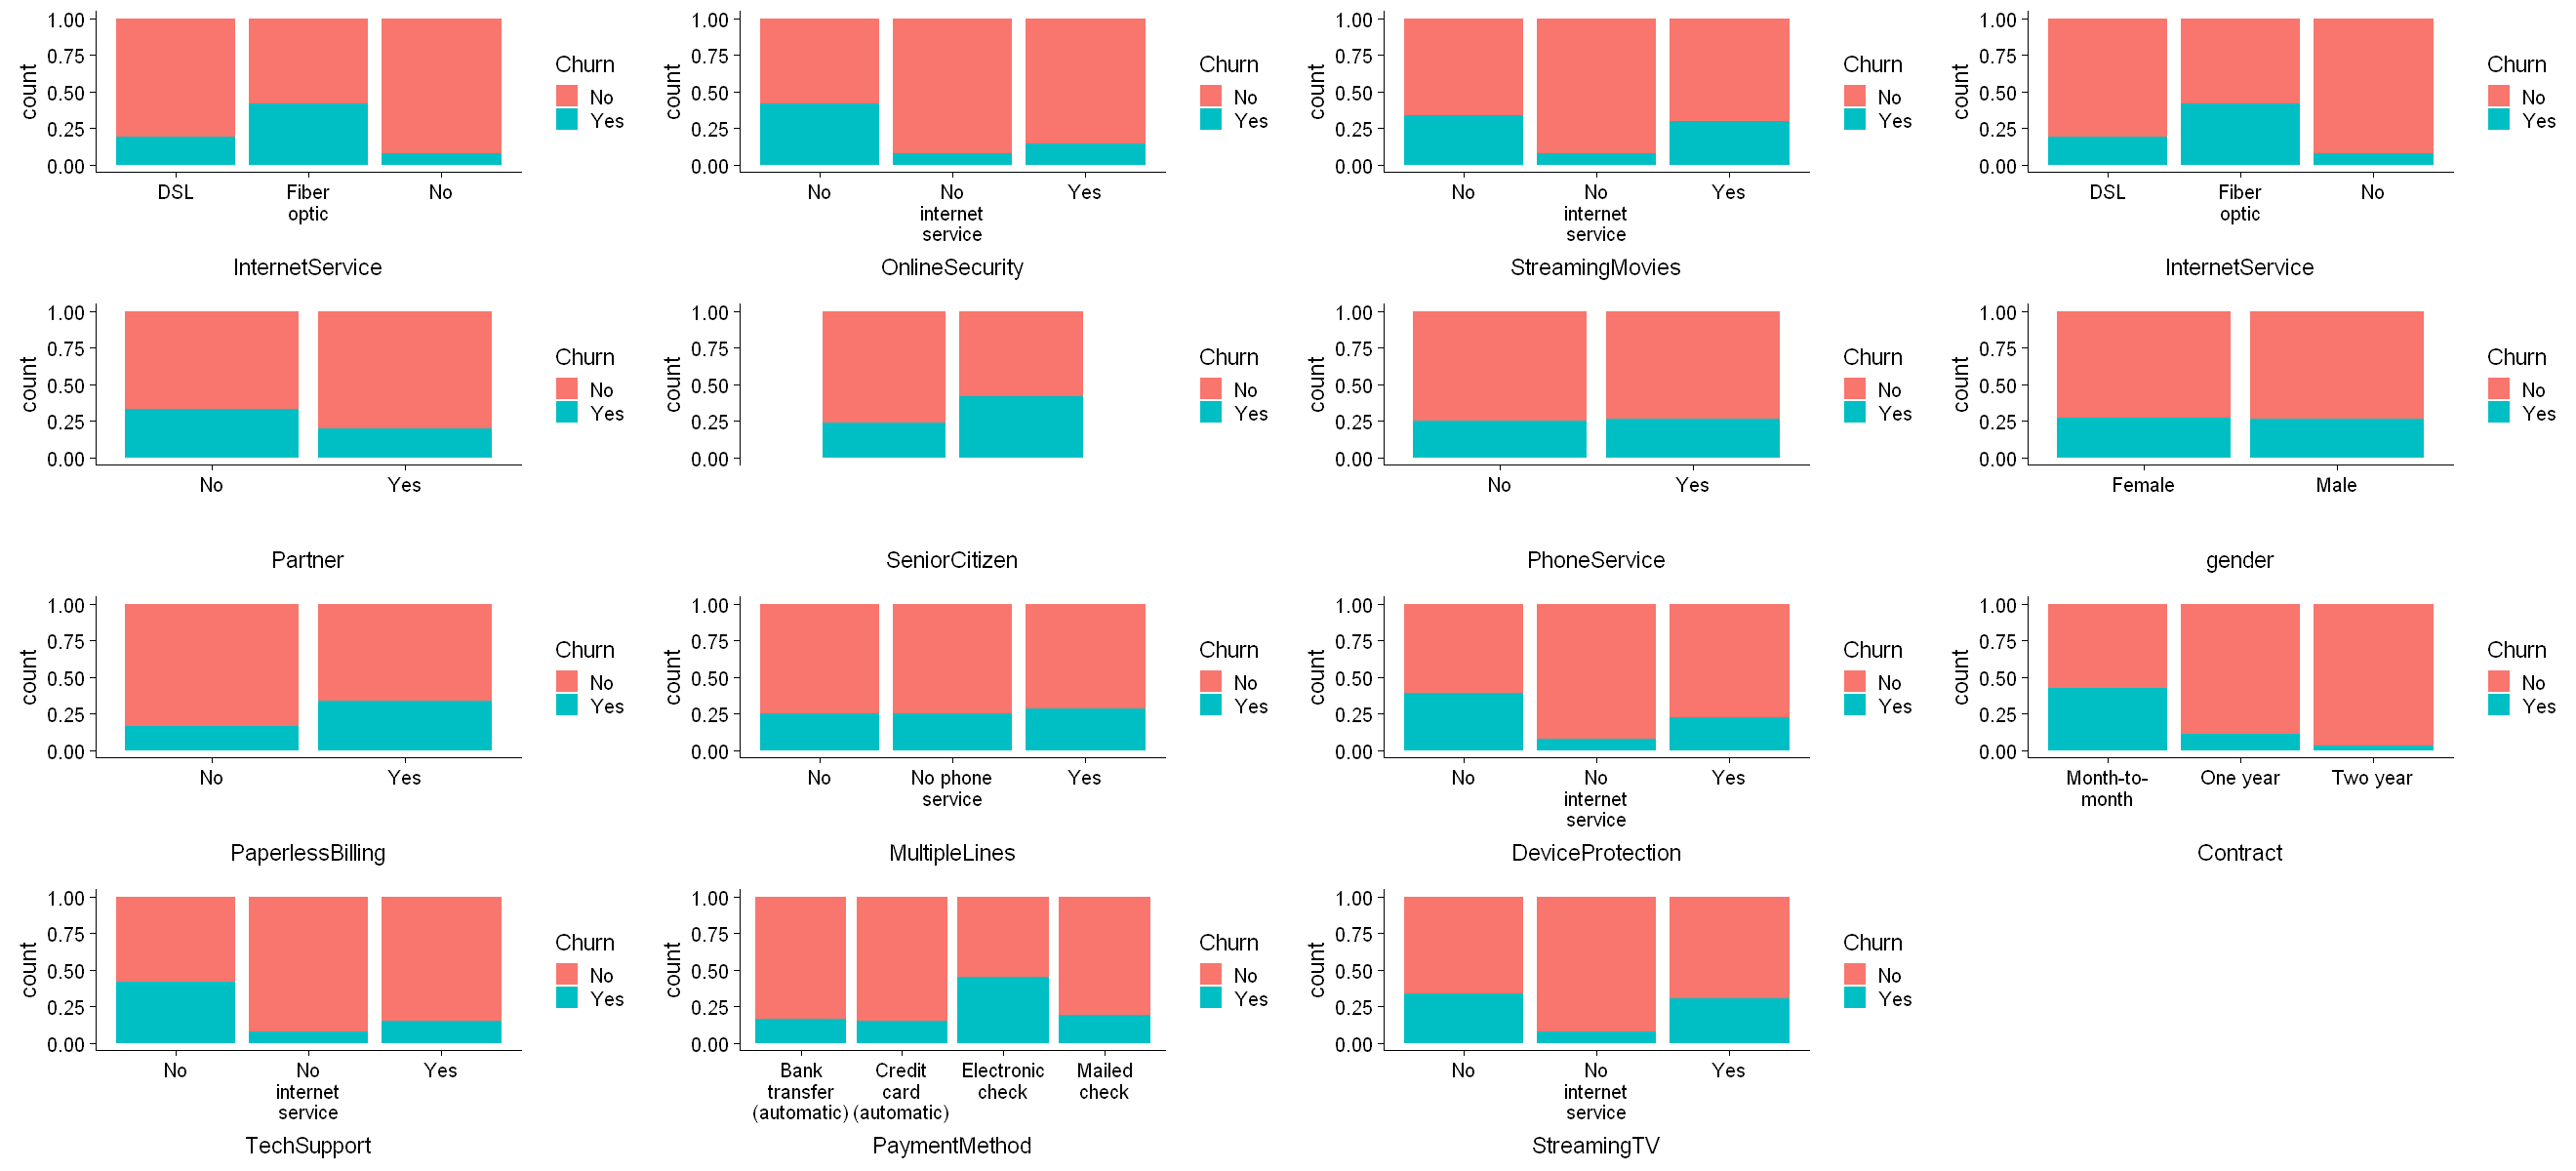 1.00
0.75
0.50
0.25
0.00
count
DSL
Fiber
optic
No
InternetService
Churn
No
Yes
1.00
0.75
0.50
0.25
0.00
count
No
No
internet
service
Yes
OnlineSecurity
Churn
No
Yes
1.00
0.75
0.50
0.25
0.00
count
No
No
internet
service
Yes
StreamingMovies
Churn
No
Yes
1.00
0.75
0.50
0.25
0.00
count
DSL
Fiber
optic
No
InternetService
Churn
No
Yes
1.00
0.75
0.50
0.25
0.00
count
No
Yes
Partner
Churn
No
Yes
1.00
0.75
0.50
0.25
0.00
count
SeniorCitizen
Churn
No
Yes
1.00
0.75
0.50
0.25
0.00
count
No
Yes
PhoneService
Churn
No
Yes
1.00
0.75
0.50
0.25
0.00
count
Female
Male
gender
Churn
No
Yes
1.00
0.75
0.50
0.25
0.00
count
No
Yes
PaperlessBilling
Churn
No
Yes
1.00
0.75
0.50
0.25
0.00
count
No
No phone
service
Yes
MultipleLines
Churn
No
Yes
1.00
0.75
0.50
0.25
0.00
count
No
No
internet
service
Yes
DeviceProtection
Churn
No
Yes
1.00
0.75
0.50
0.25
0.00
count
Month-to-
month
One year
Two year
Contract
Churn
No
Yes
1.00
0.75
0.50
0.25
0.00
count
No
No
internet
service
Yes
TechSupport
Churn
No
Yes
1.00
0.75
0.50
0.25
0.00
count
Bank
transfer
(automatic)
Credit
card
(automatic)
Electronic
check
Mailed
check
PaymentMethod
Churn
No
Yes
1.00
0.75
0.50
0.25
0.00
count
No
No
internet
service
Yes
StreamingTV
Churn
No
Yes